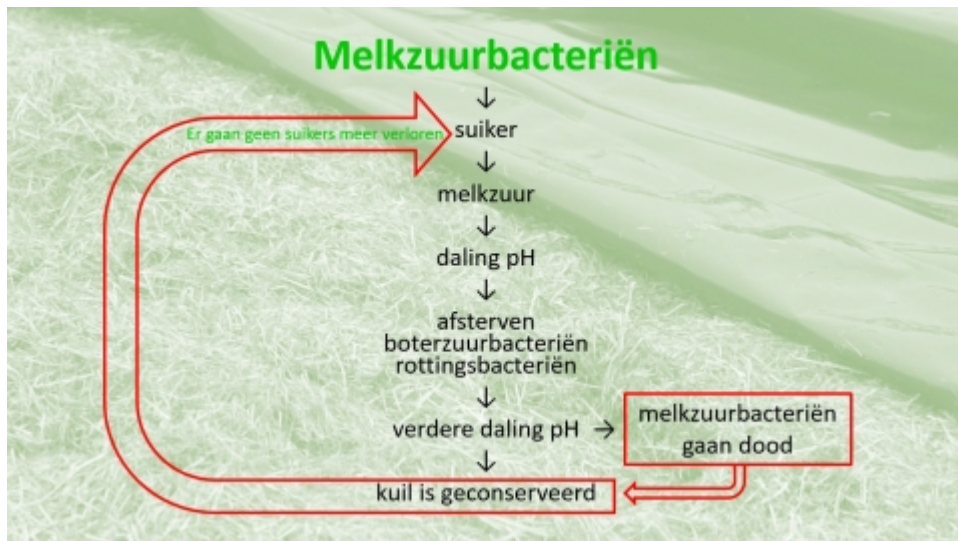 Melkzuurbacteriën
↓
Er gaan geen suikers meer verloren suiker
↓
melkzuur
↓
daling pH
↓
afsterven
boterzuurbacteriën
rottingsbacteriën
↓
verdere daling pH → melkzuurbacteriën
gaan dood
↓
kuil is geconserveerd